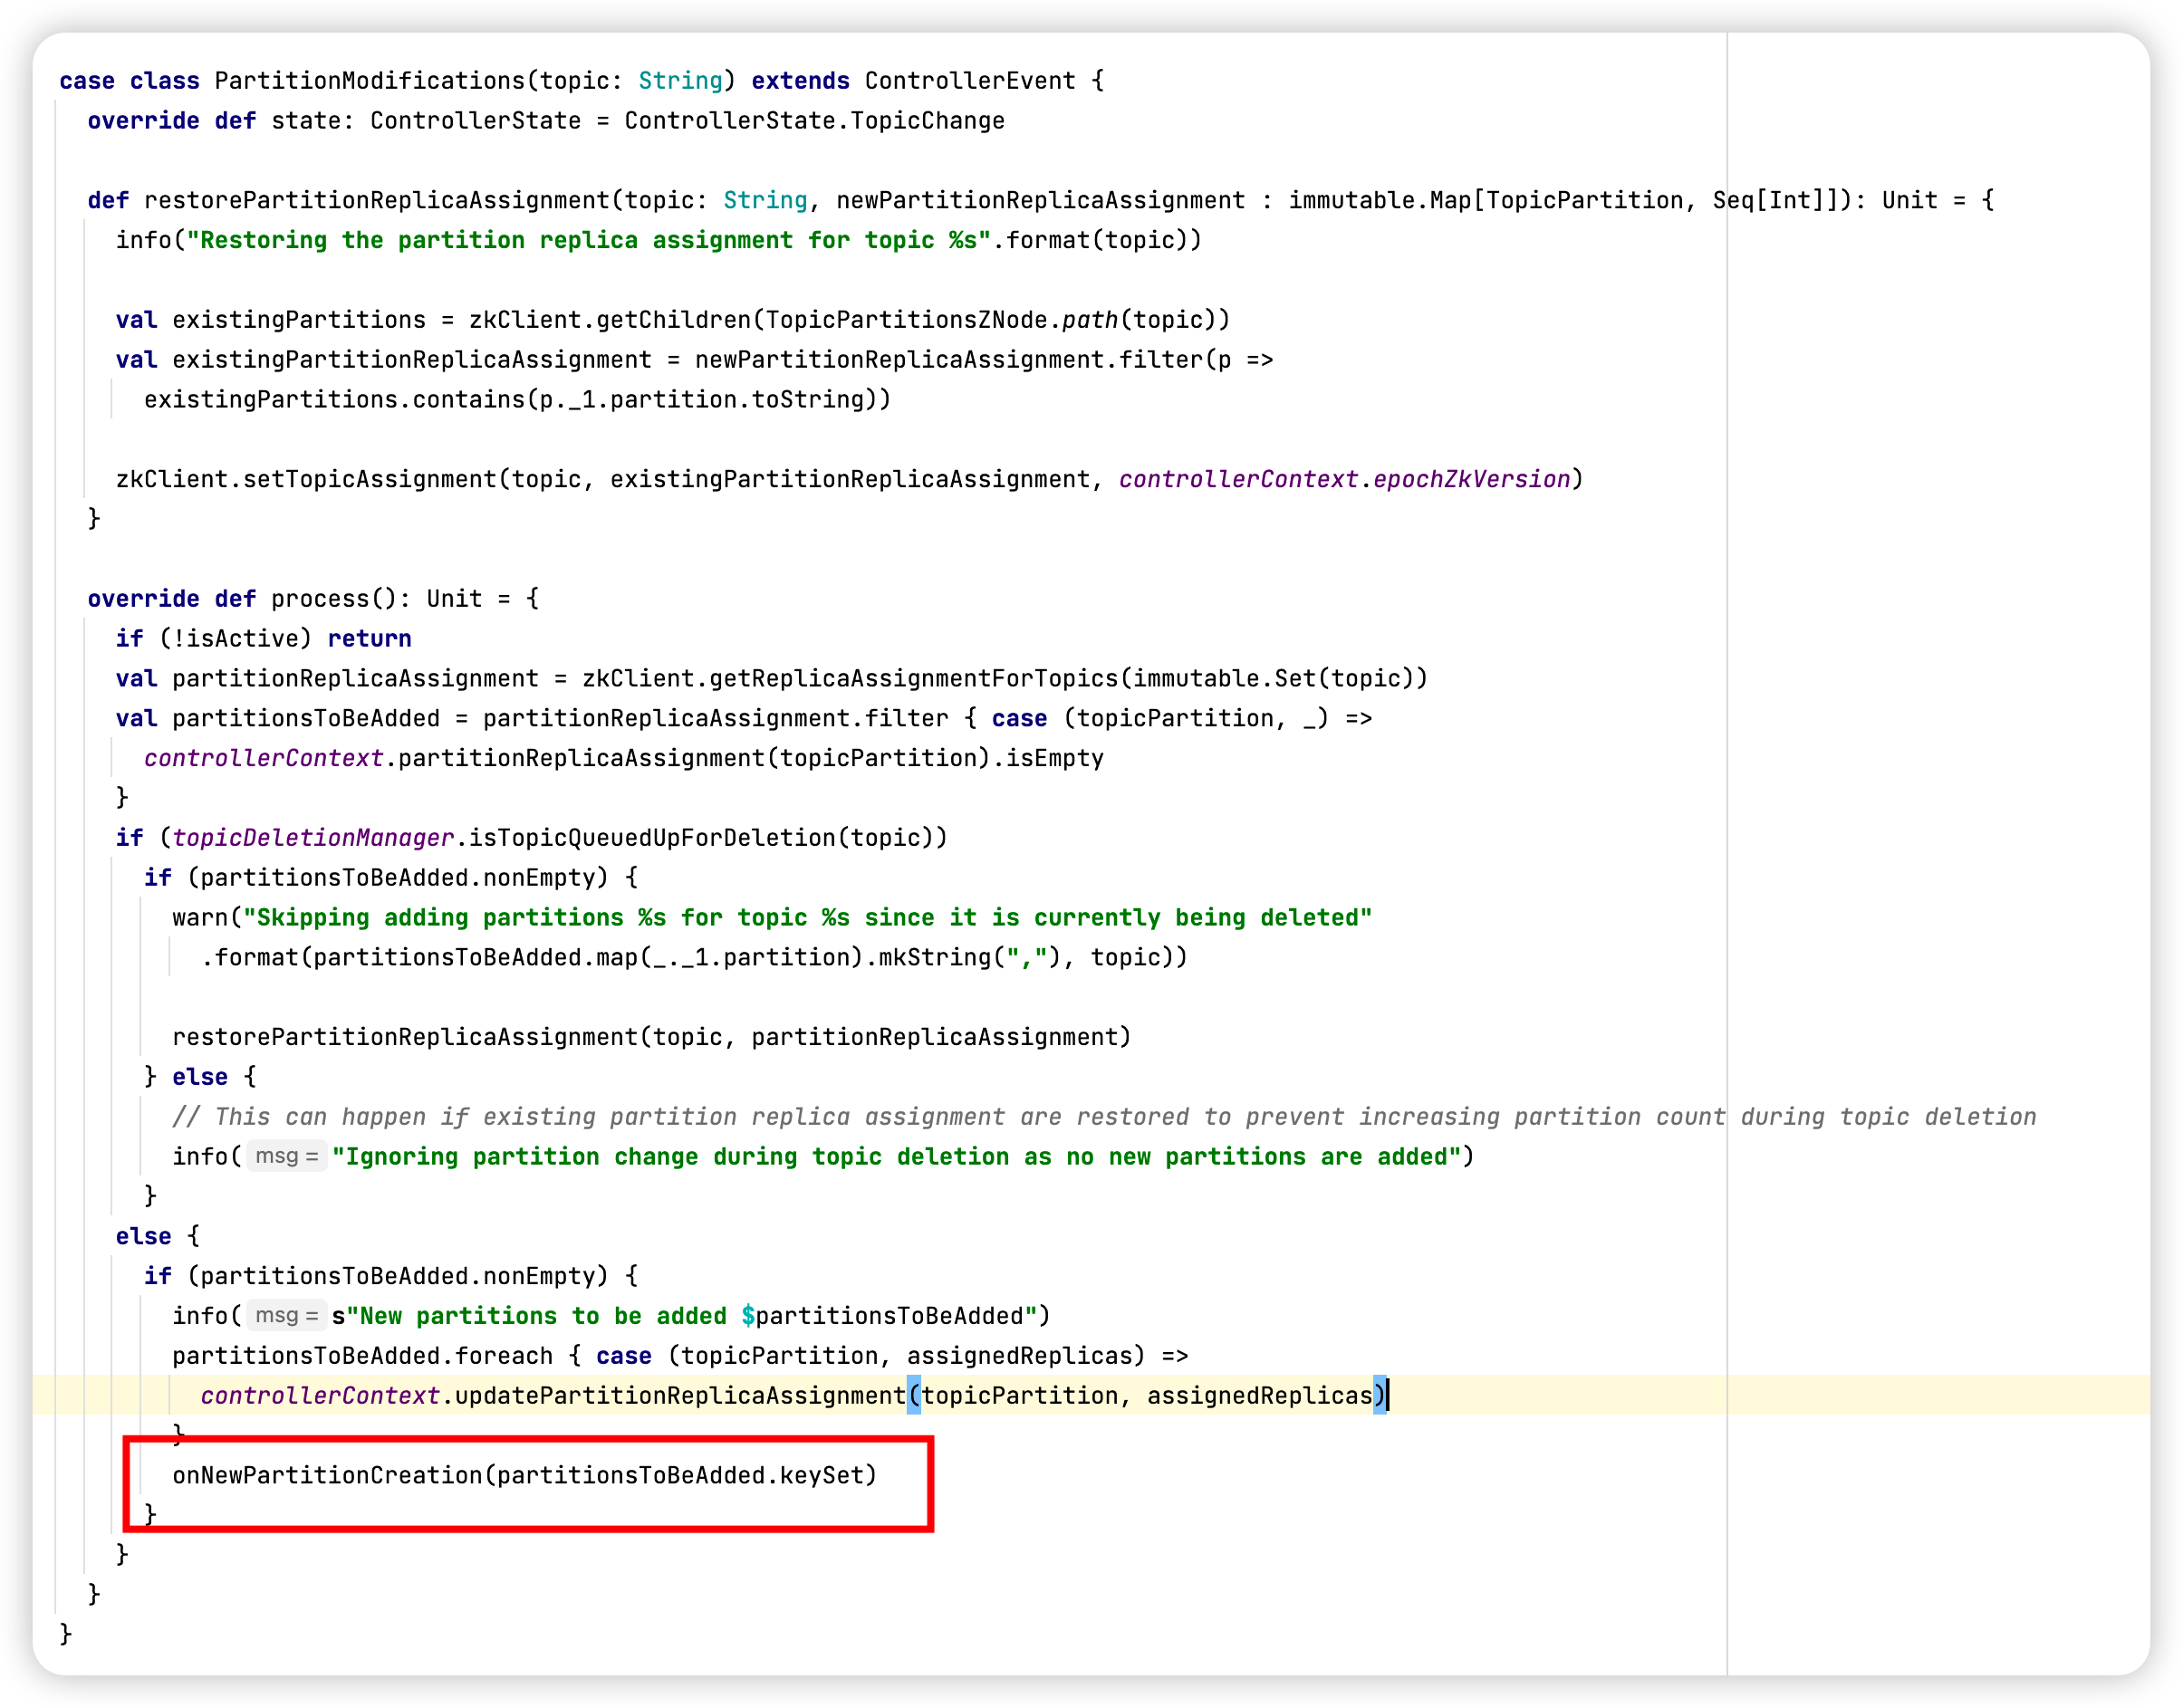 case class PartitionModifications(topic: String) extends ControllerEvent {
override def state: ControllerState = ControllerState.TopicChange
def restorePartitionReplicaAssignment(topic: String, newPartitionReplicaAssignment : immutable.Map[TopicPartition, Seq[Int]]): Unit = {
info("Restoring the partition replica assignment for topic %s".format(topic))
val existingPartitions = zkClient.getChildren(TopicPartitionsZNode.path(topic))
val existingPartitionReplicaAssignment = newPartitionReplicaAssignment.filter(p =>
existingPartitions.contains(p._1.partition.toString))
zkClient.setTopicAssignment(topic, existingPartitionReplicaAssignment, controllerContext.epochZkVersion)
}
override def process(): Unit = {
if (!isActive) return
val partitionReplicaAssignment = zkClient.getReplicaAssignmentForTopics(immutable.Set(topic))
val partitionsToBeAdded = partitionReplicaAssignment.filter { case (topicPartition, _) =>
controllerContext.partitionReplicaAssignment(topicPartition).isEmpty
}
if (topicDeletionManager.isTopicQueuedUpForDeletion(topic))
if (partitionsToBeAdded.nonEmpty) {
warn("Skipping adding partitions %s for topic %s since it is currently being deleted"
.format(partitionsToBeAdded.map(_._1.partition).mkString(","), topic))
restorePartitionReplicaAssignment(topic, partitionReplicaAssignment)
} else {
// This can happen if existing partition replica assignment are restored to prevent increasing partition count during topic deletion
info( msg = "Ignoring partition change during topic deletion as no new partitions are added")
}
else {
if (partitionsToBeAdded.nonEmpty) {
info( msg = s"New partitions to be added $partitionsToBeAdded")
partitionsToBeAdded.foreach { case (topicPartition, assignedReplicas) =>
controllerContext.updatePartitionReplicaAssignment(topicPartition, assignedReplicas)
}
onNewPartitionCreation(partitionsToBeAdded.keySet)
}
}
}
}